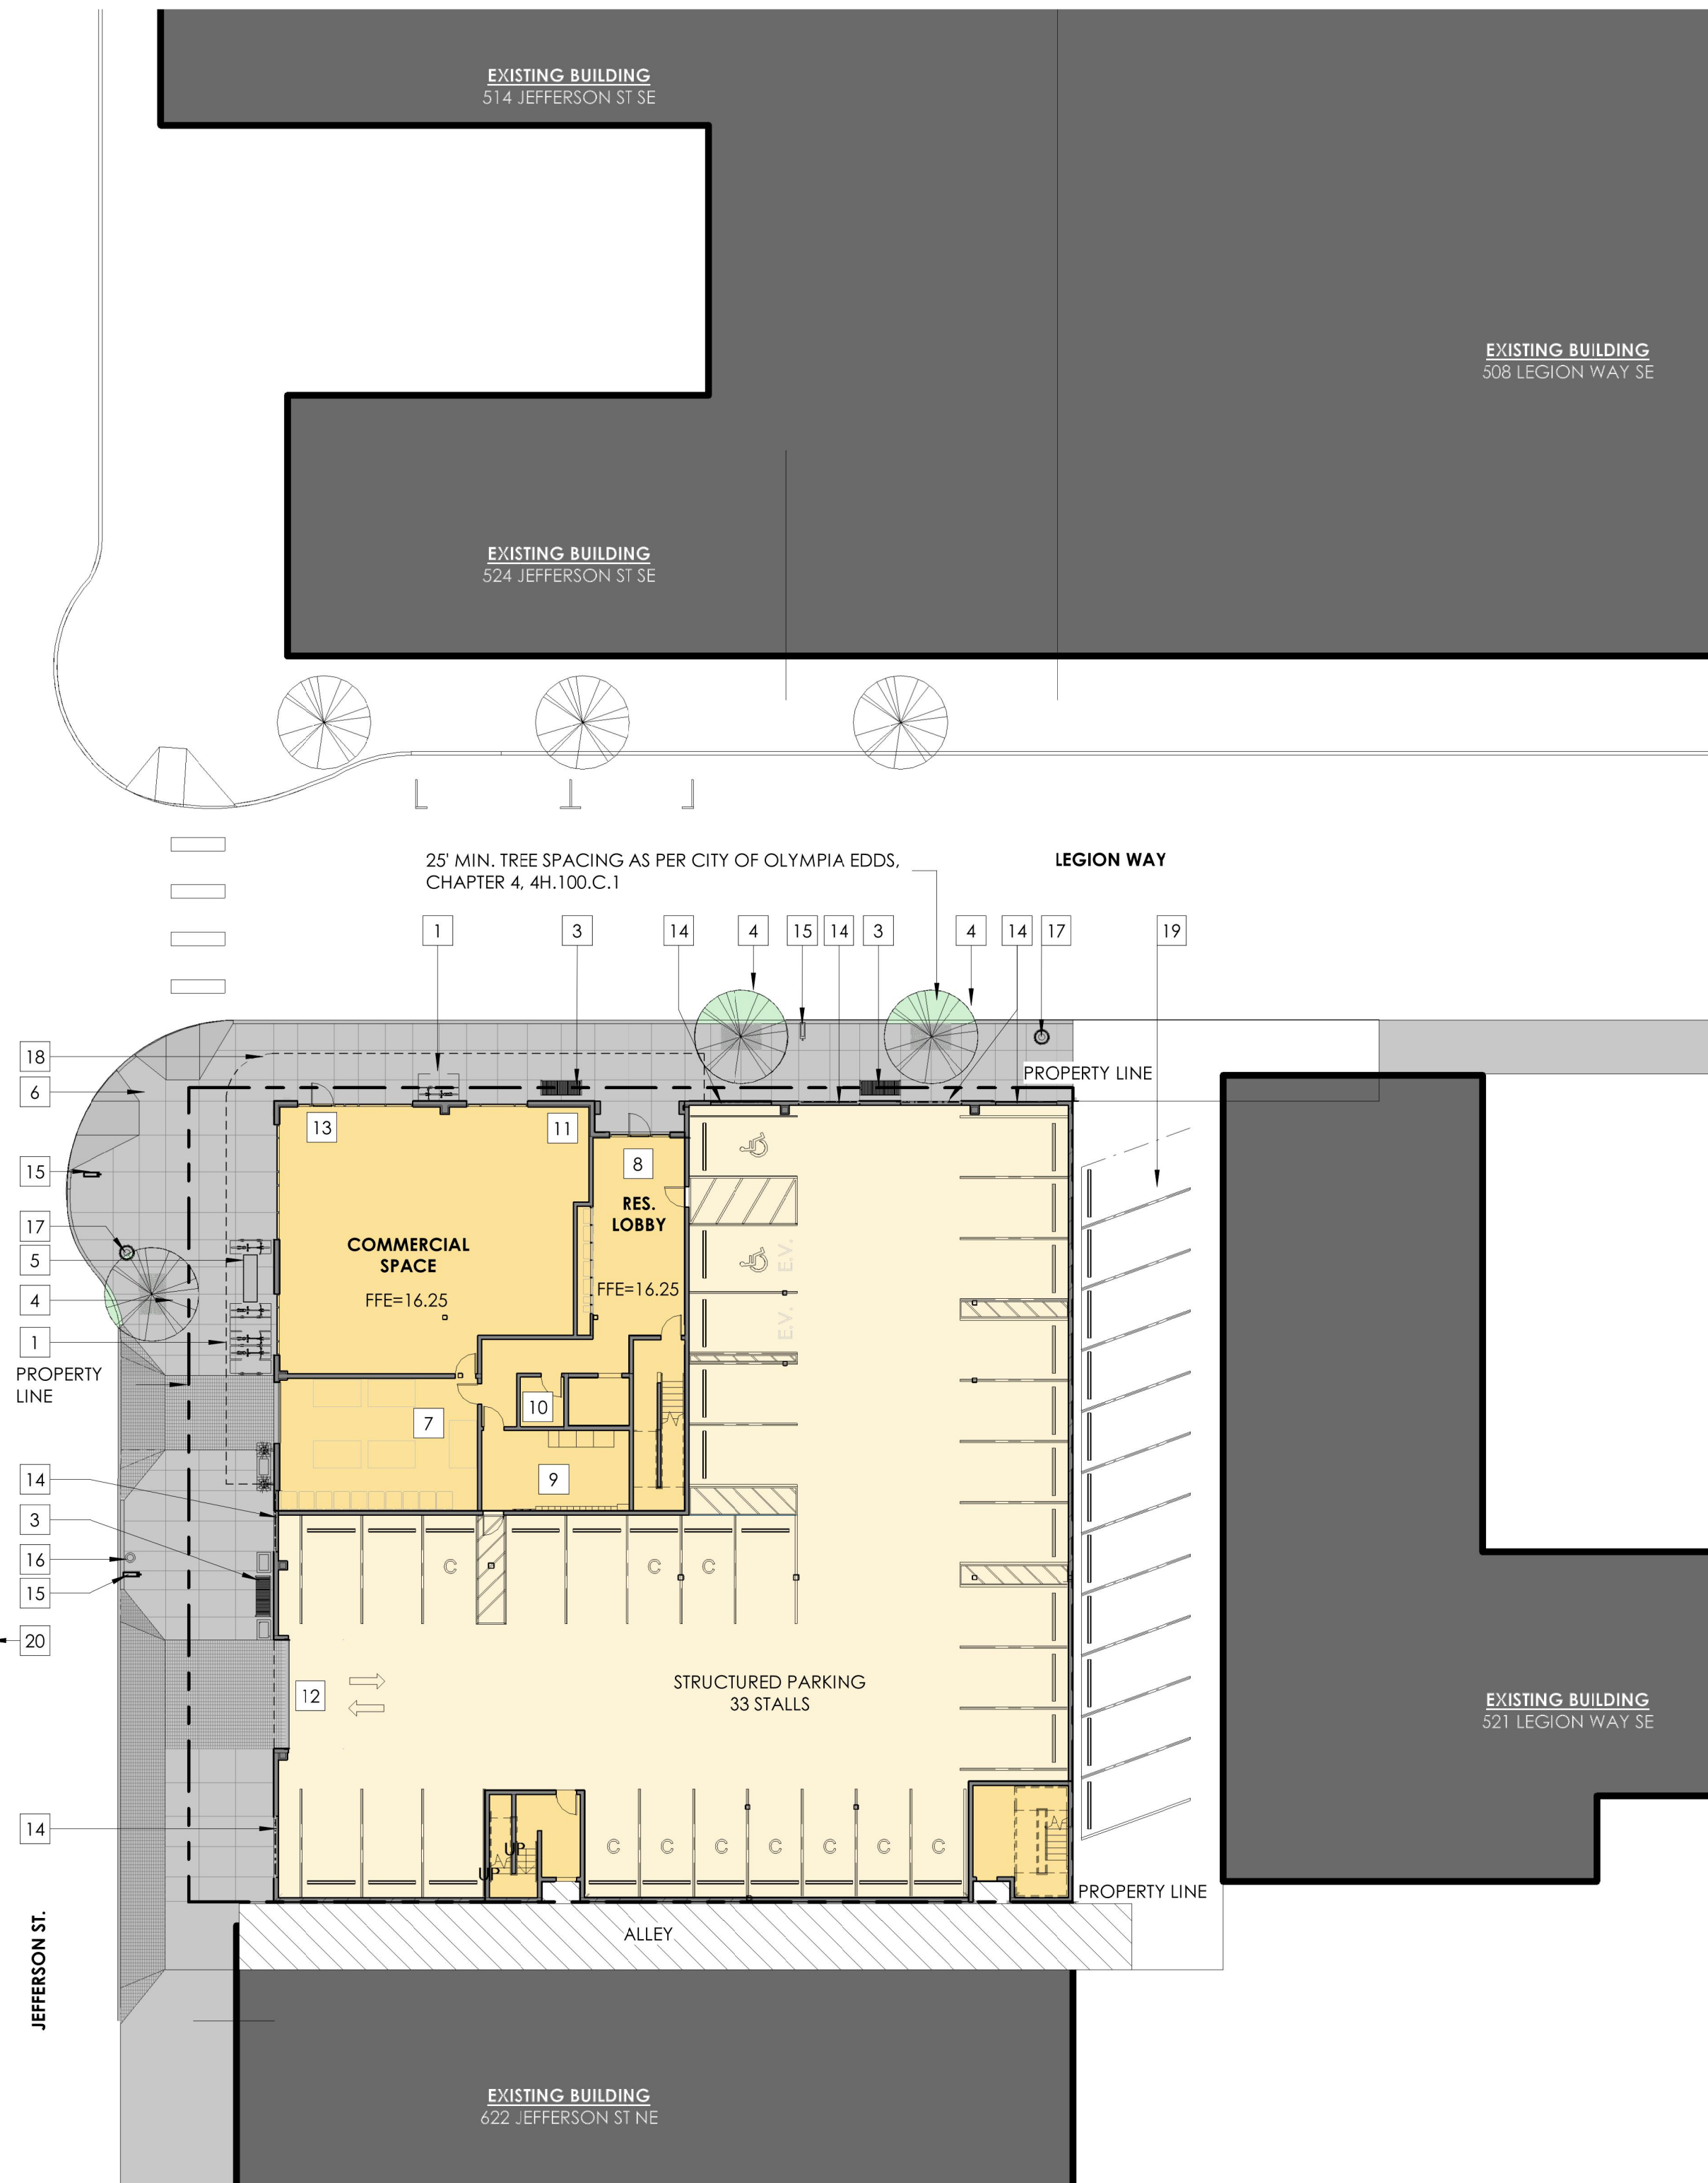 EXISTING BUILDING
514 JEFFERSON ST SE
EXISTING BUILDING
508 LEGION WAY SE
EXISTING BUILDING
524 JEFFERSON ST SE
25' MIN. TREE SPACING AS PER CITY OF OLYMPIA EDDS,
CHAPTER 4, 4H.100.C.1
LEGION WAY
1
3
14
4
15
14
3
4
14
17
19
18
6
PROPERTY LINE
13
11
15
8
RES.
LOBBY
17
5
COMMERCIAL
SPACE
E.V.
4
FFE=16.25
FFE=16.25
E.V.
1
PROPERTY
LINE
10
7
9
14
3
16
C
C
C
15
20
STRUCTURED PARKING
33 STALLS
12
EXISTING BUILDING
521 LEGION WAY SE
14
UP
UP
C
C
C
C
C
C
C
PROPERTY LINE
ALLEY
JEFFERSON ST.
EXISTING BUILDING
622 JEFFERSON ST NE